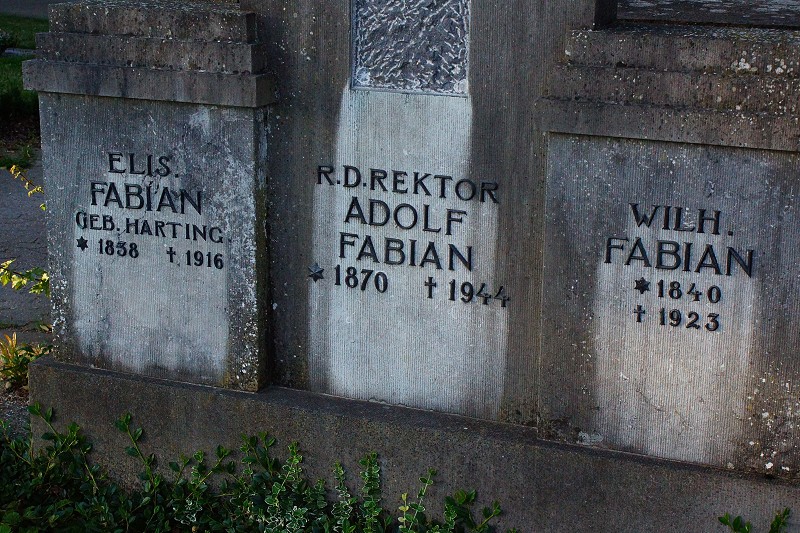 ELIS.
FABIAN
GEB. HARTING.
* 1838 † 1916
R.D. REKTOR
ADOLF
FABIAN
* 1870 † 1944
WILH.
FABIAN
* 1840
† 1923